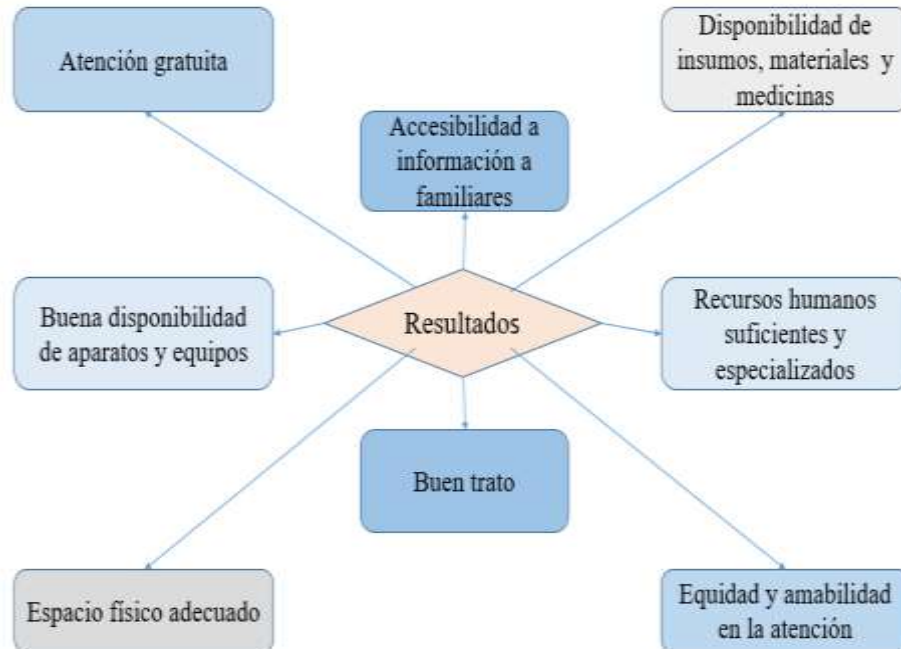 Atención gratuita
Disponibilidad de
insumos, materiales y
medicinas
Accesibilidad a
información a
familiares
Buena disponibilidad
de aparatos y equipos
Resultados
Recursos humanos
suficientes y
especializados
Buen trato
Espacio físico adecuado
Equidad y amabilidad
en la atención